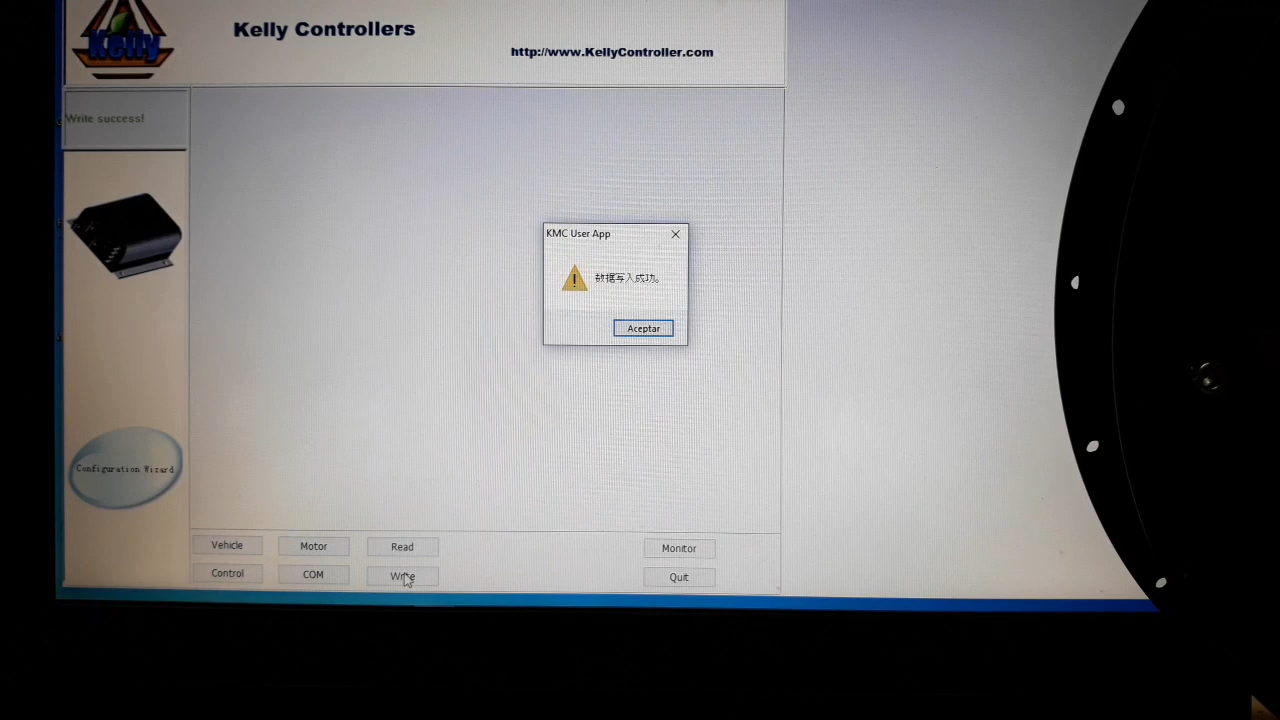 Kelly
Kelly Controllers
http://www.KellyController.com
Write success!
KMC User App
数据写入成功。
Aceptar
Configuration Wizard
Vehicle
Motor
Read
Monitor
Control
COM
Write
Quit